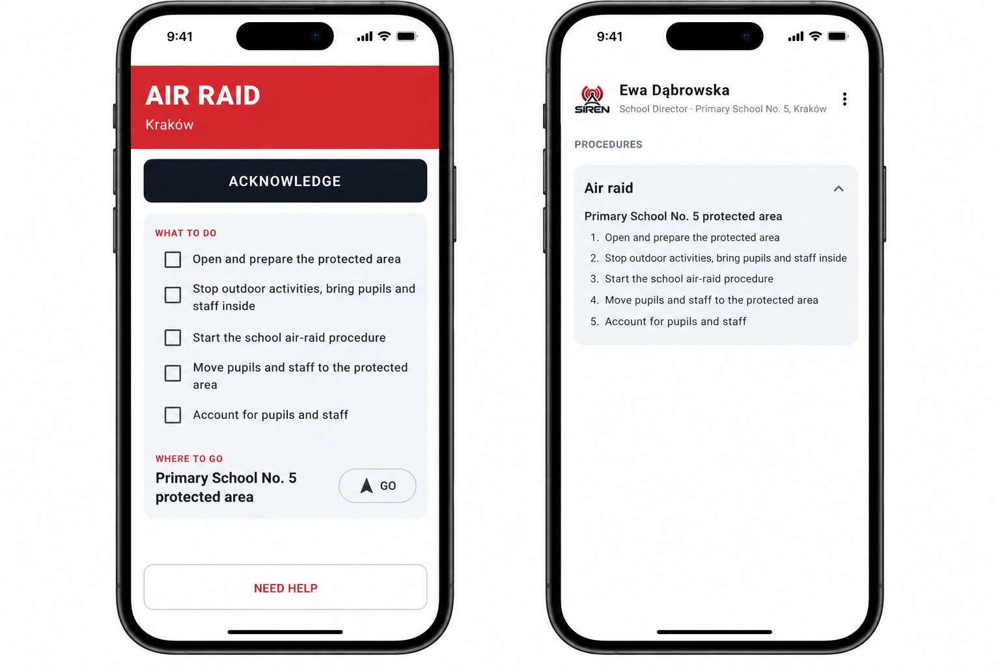 9:41
AIR RAID
Kraków
ACKNOWLEDGE
WHAT TO DO
Open and prepare the protected area
Stop outdoor activities, bring pupils and
staff inside
Start the school air-raid procedure
Move pupils and staff to the protected
area
Account for pupils and staff
WHERE TO GO
Primary School No. 5
protected area
GO
NEED HELP
9:41
SIREN
Ewa Dąbrowska
School Director · Primary School No. 5, Kraków
PROCEDURES
Air raid
Primary School No. 5 protected area
1. Open and prepare the protected area
2. Stop outdoor activities, bring pupils and staff inside
3. Start the school air-raid procedure
4. Move pupils and staff to the protected area
5. Account for pupils and staff